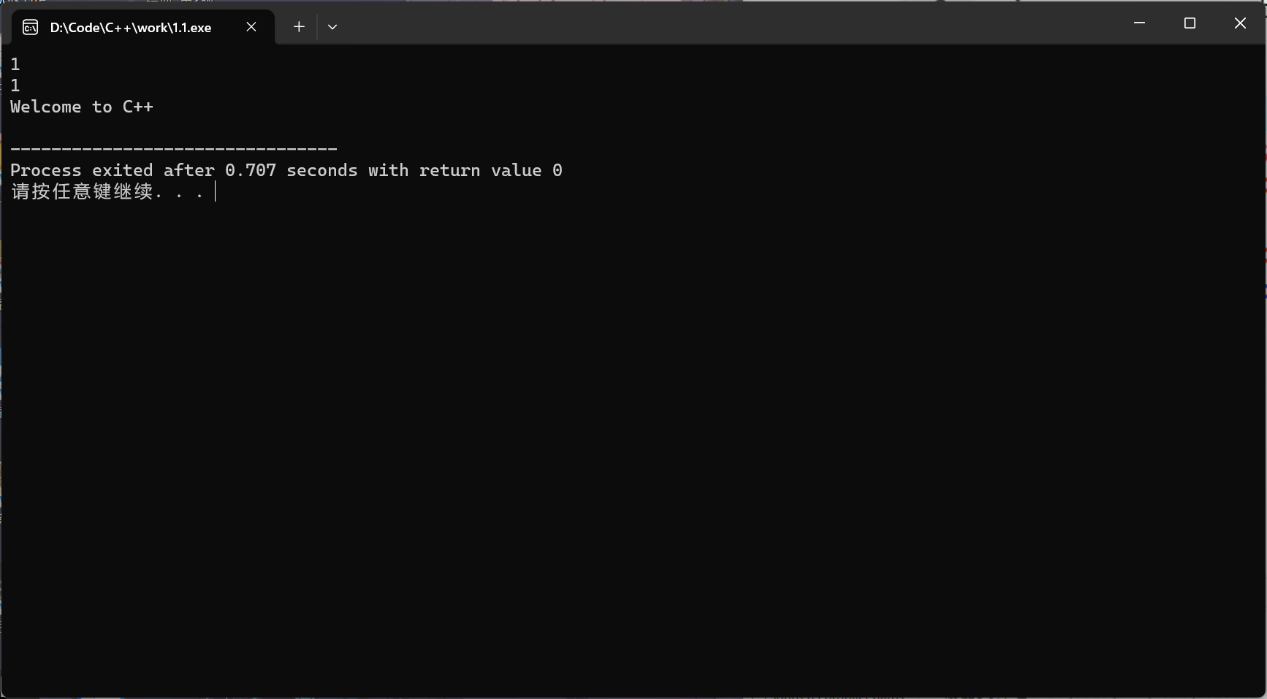 D:\Code\C++\work\1.1.exe
1
1
Welcome to C++
--------------------------------
Process exited after 0.707 seconds with return value 0
请按任意键继续. . .